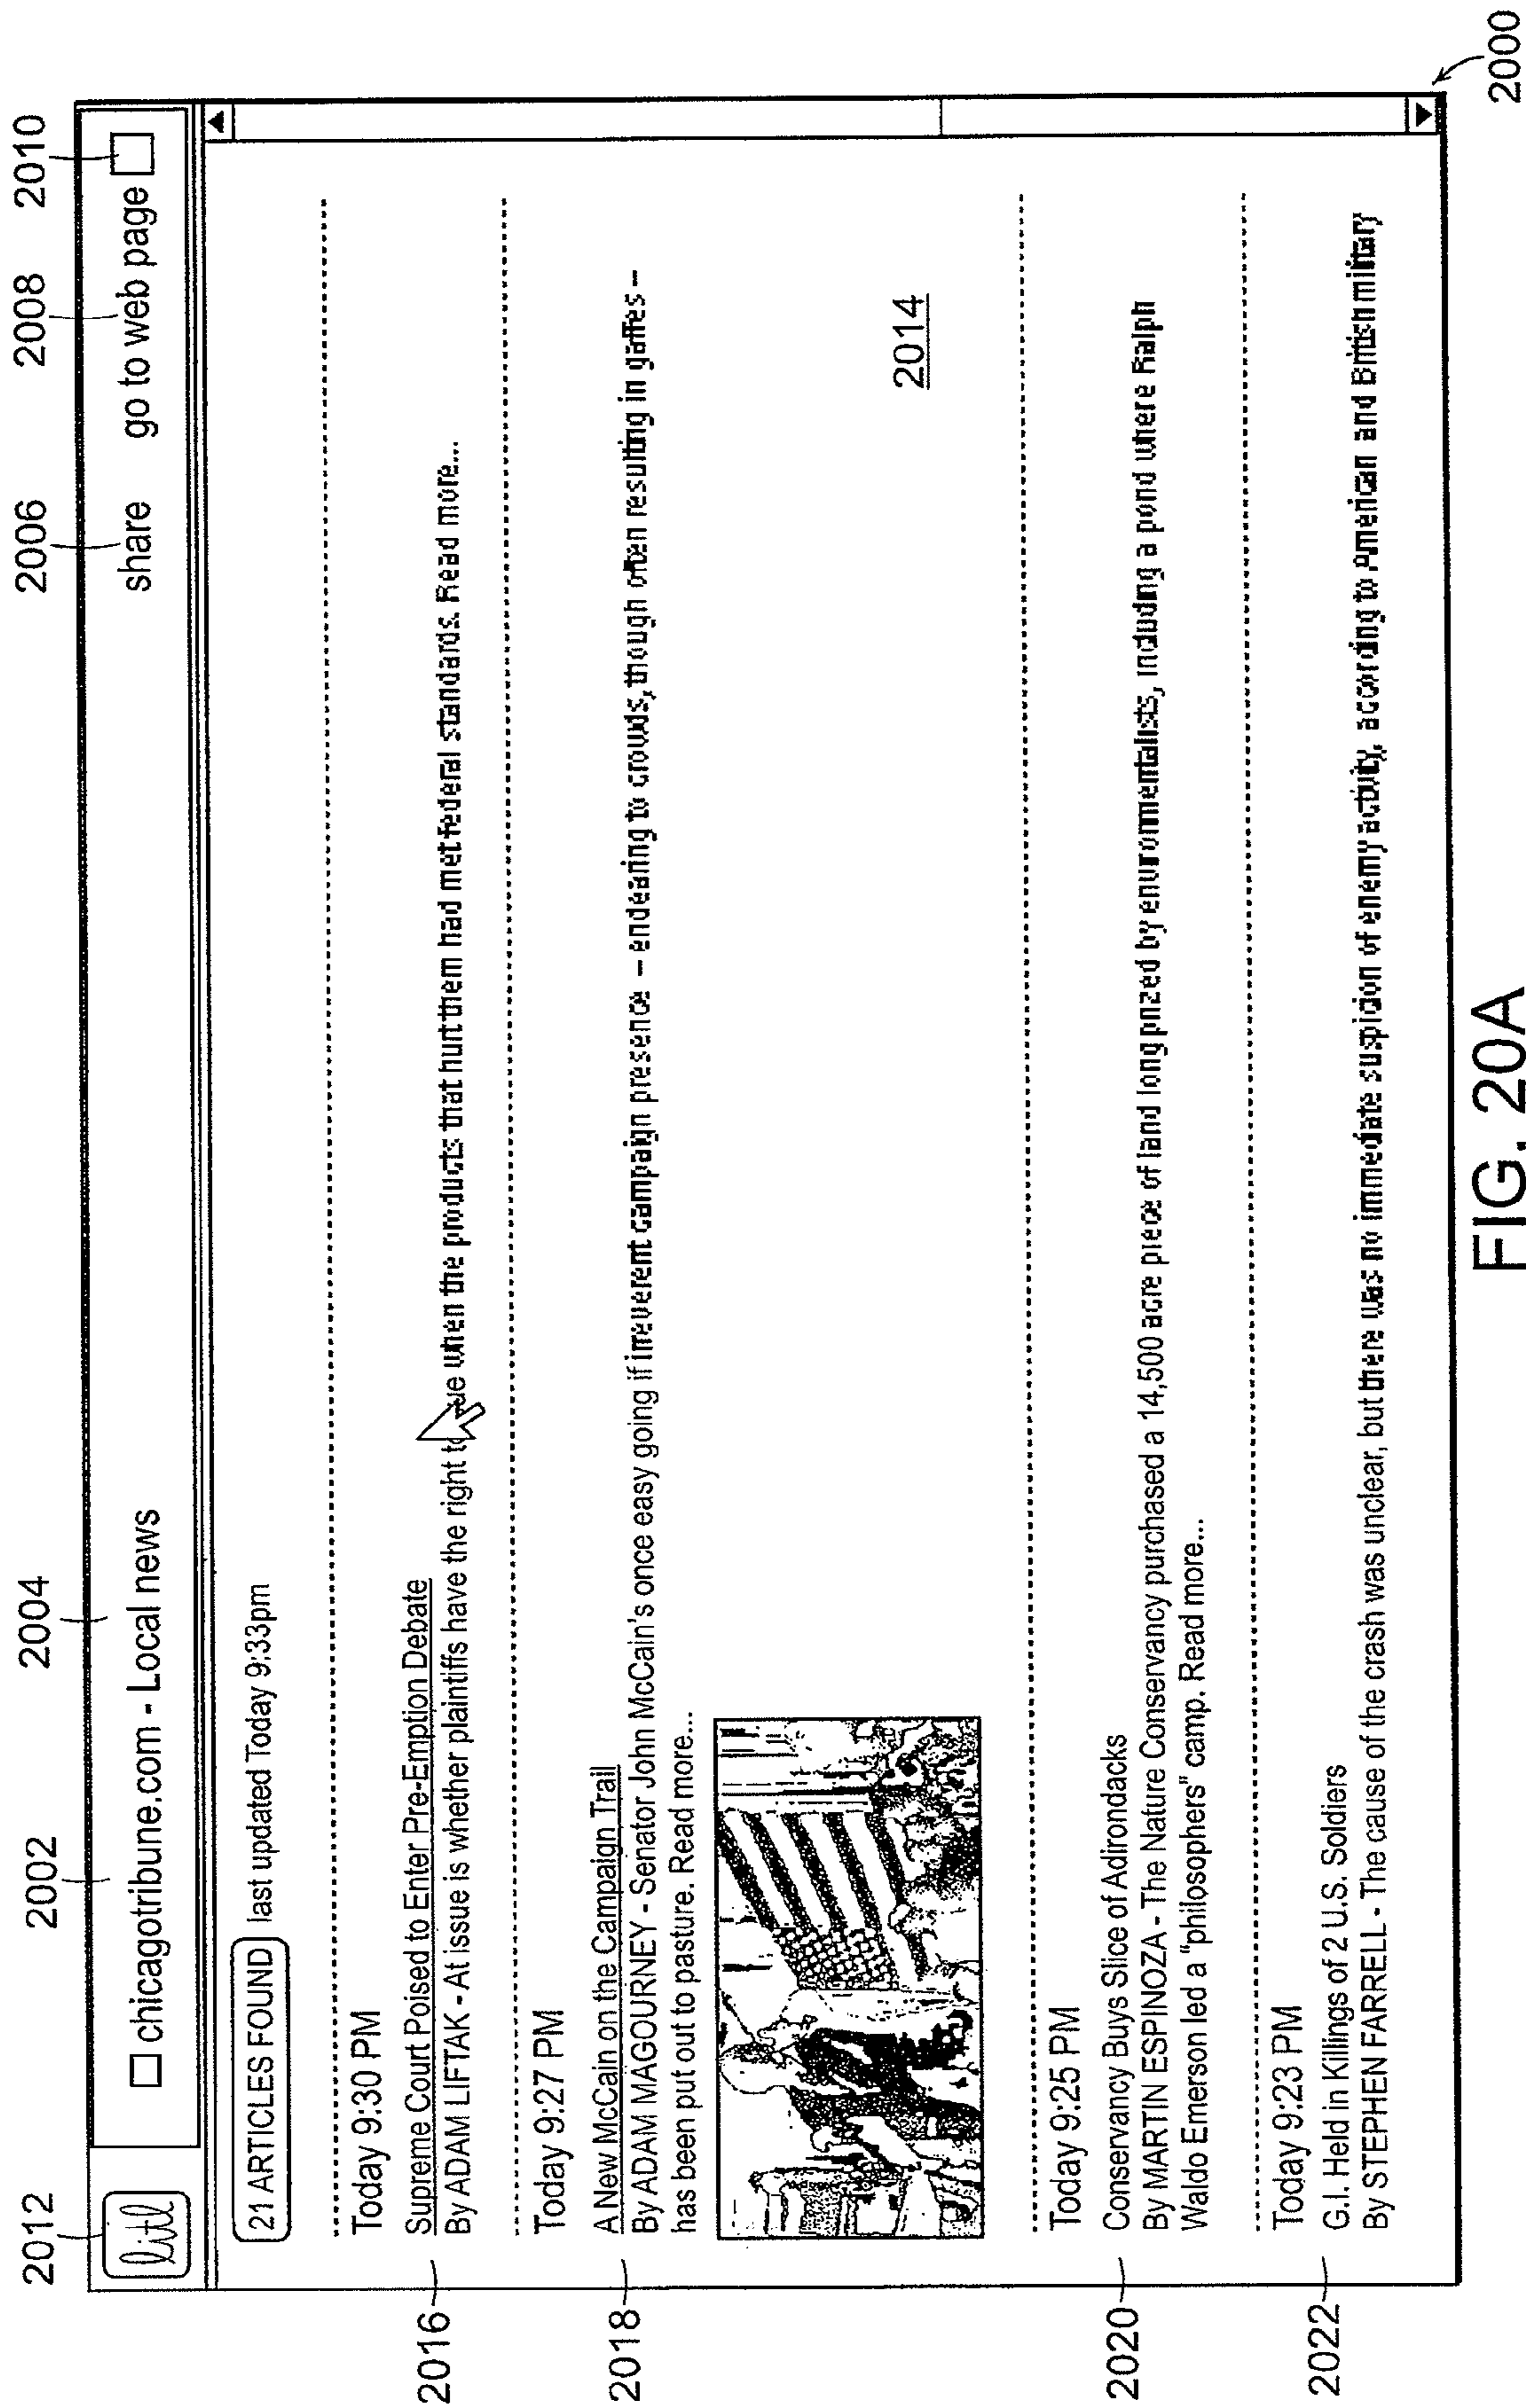 2012 2002 2004 2006 2008 2010
litl
chicagotribune.com - Local news share go to web page
21 ARTICLES FOUND last updated Today 9:33pm
Today 9:30 PM
2016
Supreme Court Poised to Enter Pre-Emption Debate
By ADAM LIFTAK - At issue is whether plaintiffs have the right to sue when the products that hurt them had met federal standards. Read more...
Today 9:27 PM
2018
A New McCain on the Campaign Trail
By ADAM MAGOURNEY - Senator John McCain's once easy going if irreverent campaign presence – endearing to crowds, though often resulting in gaffes –
has been put out to pasture. Read more...
2014
Today 9:25 PM
2020
Conservancy Buys Slice of Adirondacks
By MARTIN ESPINOZA - The Nature Conservancy purchased a 14,500 acre piece of land long prized by environmentalists, including a pond where Ralph
Waldo Emerson led a "philosophers" camp. Read more...
Today 9:23 PM
2022
G.I. Held in Killings of 2 U.S. Soldiers
By STEPHEN FARRELL - The cause of the crash was unclear, but there was no immediate suspicion of enemy activity, according to American and British military
2000
FIG. 20A